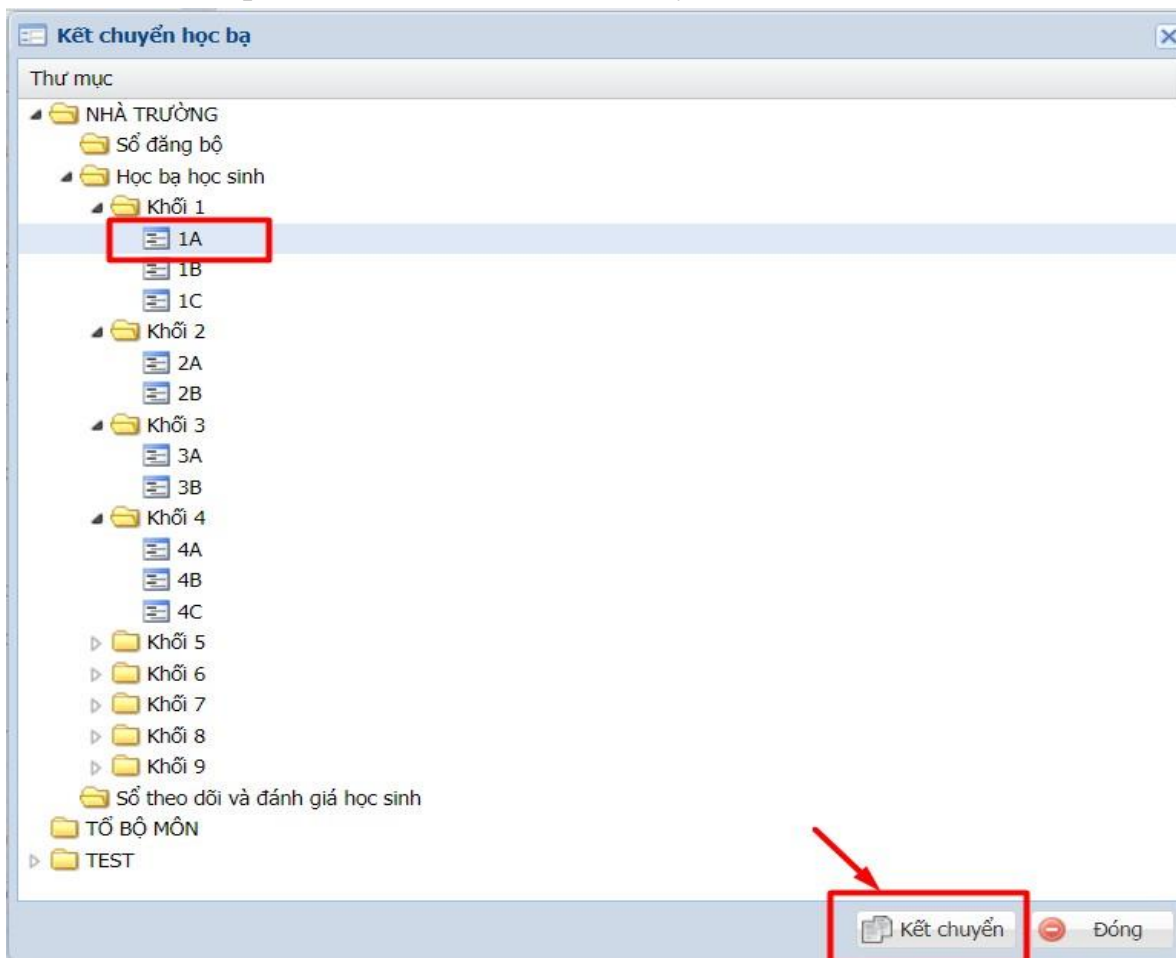 Kết chuyển học bạ
Thư mục
NHÀ TRƯỜNG
Sổ đăng bộ
Học bạ học sinh
Khối 1
1A
1B
1C
Khối 2
2A
2B
Khối 3
3A
3B
Khối 4
4A
4B
4C
Khối 5
Khối 6
Khối 7
Khối 8
Khối 9
Sổ theo dõi và đánh giá học sinh
TỔ BỘ MÔN
TEST
Kết chuyển Đóng